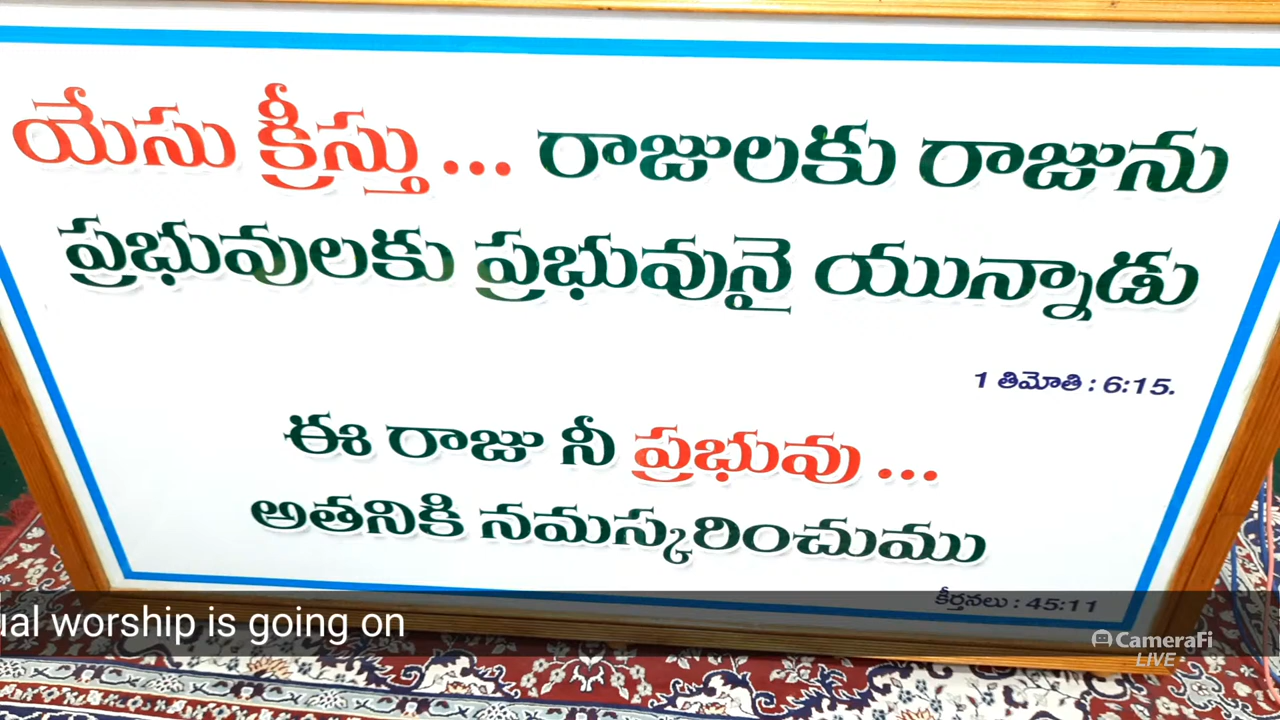 యేసు క్రీస్తు ... రాజులకు రాజును
ప్రభువులకు ప్రభువునై యున్నాడు
1 తిమోతి : 6:15.
ఈ రాజు నీ ప్రభువు ...
అతనికి నమస్కరించుము
కీర్తనలు : 45:11
ual worship is going on
CameraFi
LIVE